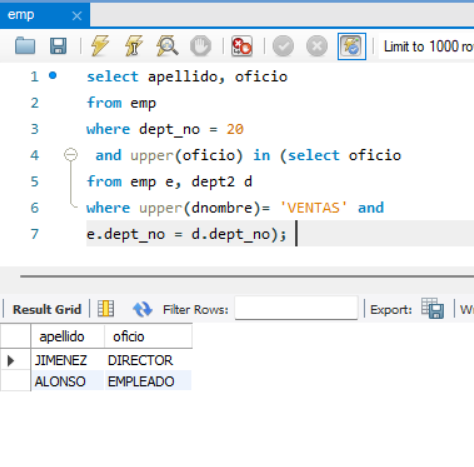 emp
Limit to 1000 ro
1 select apellido, oficio
2 from emp
3 where dept_no = 20
4 and upper(oficio) in (select oficio
5 from emp e, dept2 d
6 where upper(dnombre)= 'VENTAS' and
7 e.dept_no = d.dept_no);
Result Grid Filter Rows: Export: W
apellido oficio
JIMENEZ DIRECTOR
ALONSO EMPLEADO